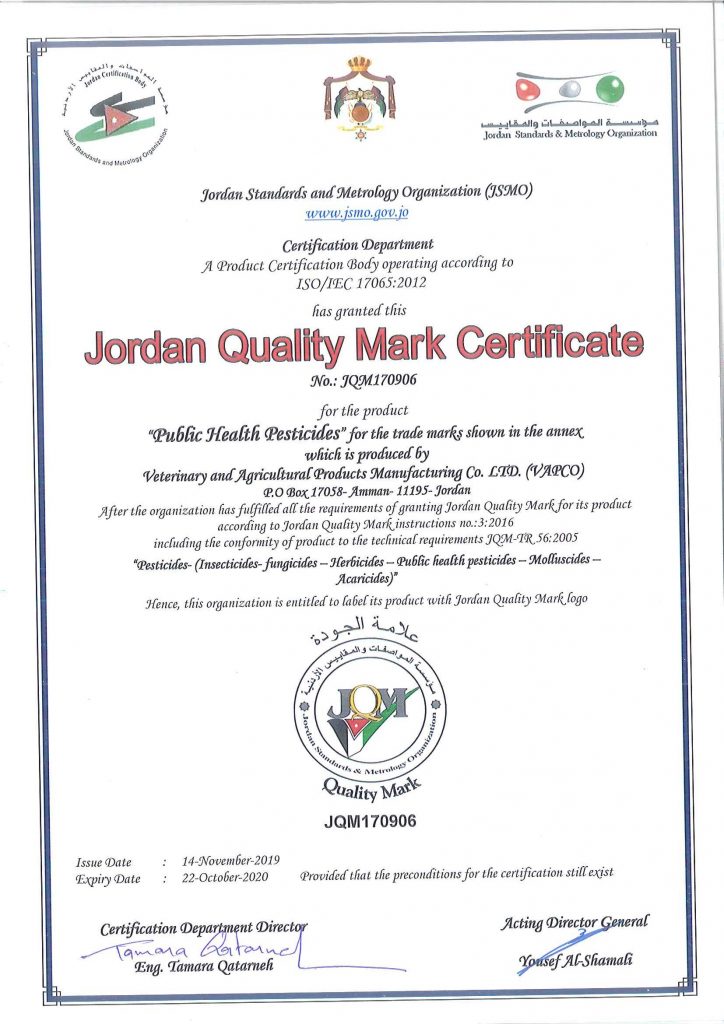 مؤسسة المواصفات والمقاييس الأردنية
Jordan Certification Body
Jordan Standards and Metrology Organization
مؤسسة المواصفات والمقاييس
Jordan Standards & Metrology Organization
Jordan Standards and Metrology Organization (JSMO)
www.jsmo.gov.jo
Certification Department
A Product Certification Body operating according to
ISO/IEC 17065:2012
has granted this
Jordan Quality Mark Certificate
No.: JQM170906
for the product
“Public Health Pesticides” for the trade marks shown in the annex
which is produced by
Veterinary and Agricultural Products Manufacturing Co. LTD. (VAPCO)
P.O Box 17058- Amman- 11195- Jordan
After the organization has fulfilled all the requirements of granting Jordan Quality Mark for its product
according to Jordan Quality Mark instructions no.:3:2016
including the conformity of product to the technical requirements JQM-TR 56:2005
“Pesticides- (Insecticides- fungicides – Herbicides – Public health pesticides – Molluscides –
Acaricides)”
Hence, this organization is entitled to label its product with Jordan Quality Mark logo
علامة الجودة
مؤسسة المواصفات والمقاييس الأردنية
JQM
Jordan Standards & Metrology Organization
Quality Mark
JQM170906
Issue Date : 14-November-2019
Expiry Date : 22-October-2020 Provided that the preconditions for the certification still exist
Certification Department Director Acting Director General
Tamara Qatarneh
Eng. Tamara Qatarneh Yousef Al-Shamali